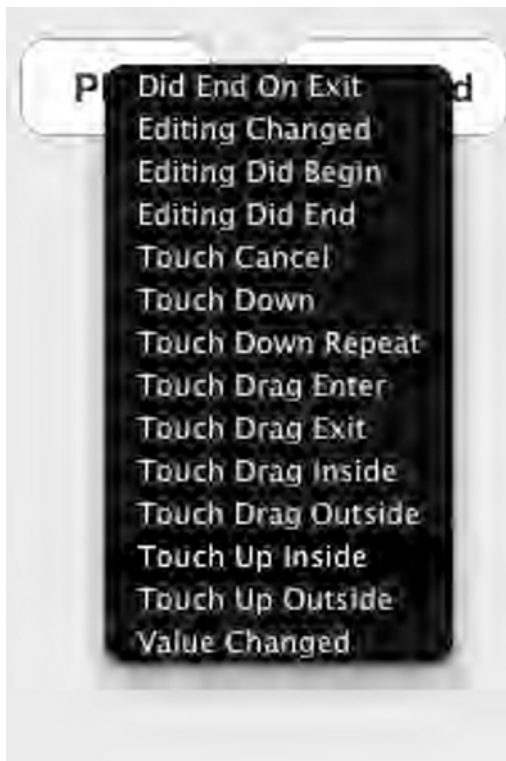 Did End On Exit
Editing Changed
Editing Did Begin
Editing Did End
Touch Cancel
Touch Down
Touch Down Repeat
Touch Drag Enter
Touch Drag Exit
Touch Drag Inside
Touch Drag Outside
Touch Up Inside
Touch Up Outside
Value Changed